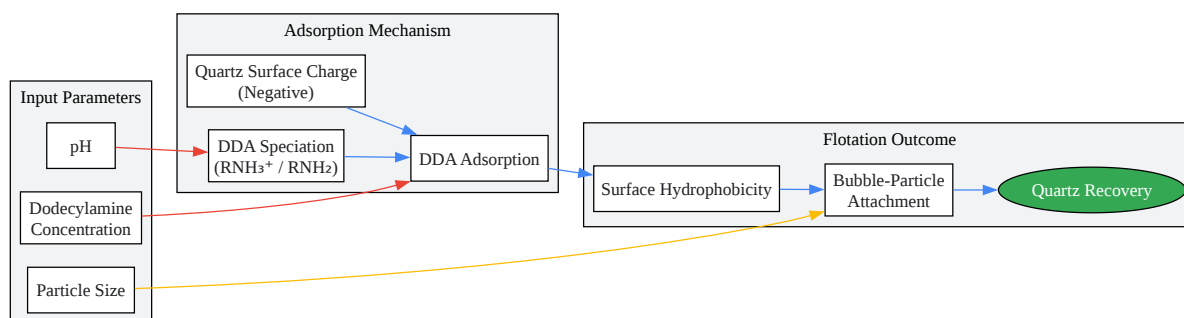 Input Parameters
pH
Dodecylamine
Concentration
Particle Size
Adsorption Mechanism
Quartz Surface Charge
(Negative)
DDA Speciation
(RNH₃⁺ / RNH₂)
DDA Adsorption
Flotation Outcome
Surface Hydrophobicity
Bubble-Particle
Attachment
Quartz Recovery